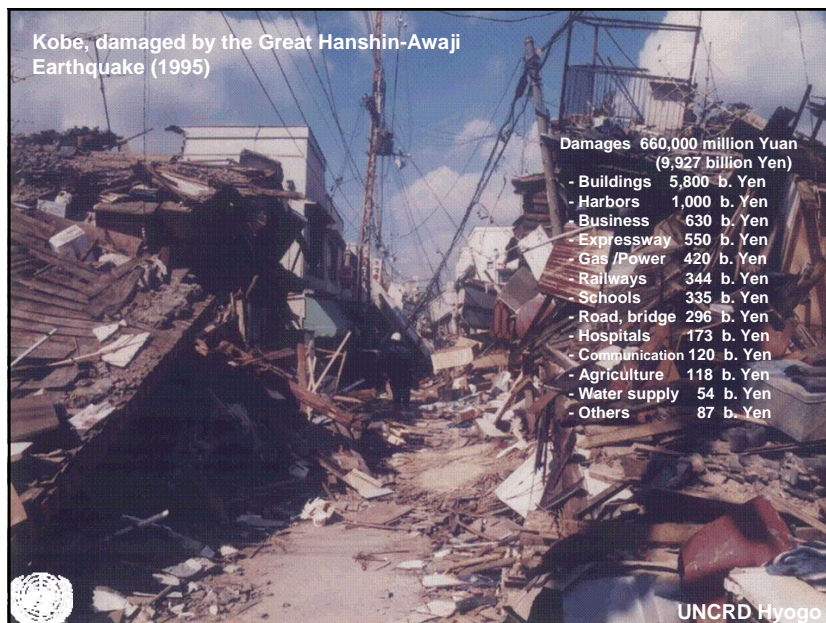 Kobe, damaged by the Great Hanshin-Awaji
Earthquake (1995)
Damages 660,000 million Yuan
(9,927 billion Yen)
- Buildings 5,800 b. Yen
- Harbors 1,000 b. Yen
- Business 630 b. Yen
- Expressway 550 b. Yen
- Gas /Power 420 b. Yen
- Railways 344 b. Yen
- Schools 335 b. Yen
- Road, bridge 296 b. Yen
- Hospitals 173 b. Yen
- Communication 120 b. Yen
- Agriculture 118 b. Yen
- Water supply 54 b. Yen
- Others 87 b. Yen
UNCRD Hyogo